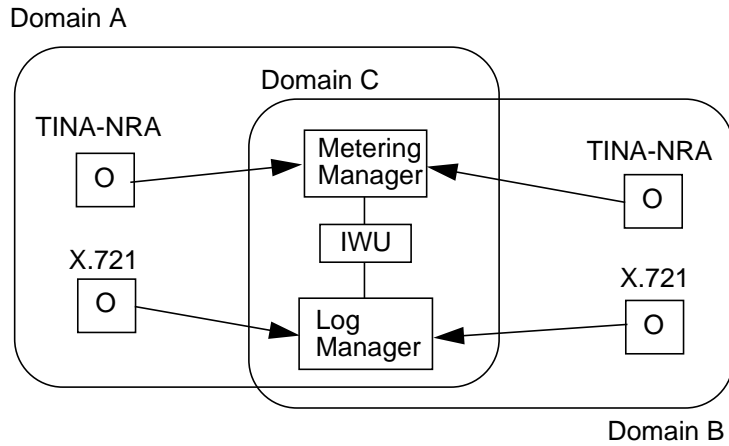 Domain A
Domain C
TINA-NRA
O
Metering
Manager
TINA-NRA
O
IWU
X.721
O
Log
Manager
X.721
O
Domain B